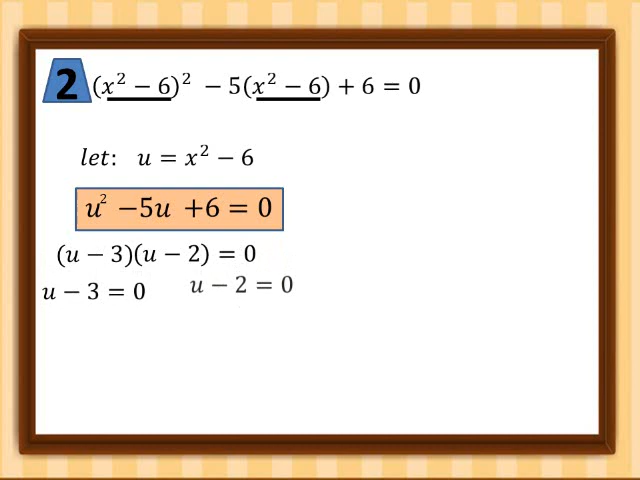 2 (x² − 6)² − 5(x² − 6) + 6 = 0
let: u = x² − 6
u² −5u +6 = 0
(u − 3)(u − 2) = 0
u − 3 = 0 u − 2 = 0